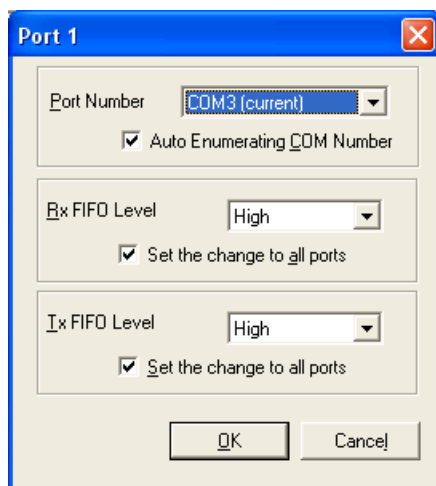 Port 1
Port Number COM3 (current)
Auto Enumerating COM Number
Rx FIFO Level High
Set the change to all ports
Tx FIFO Level High
Set the change to all ports
OK Cancel